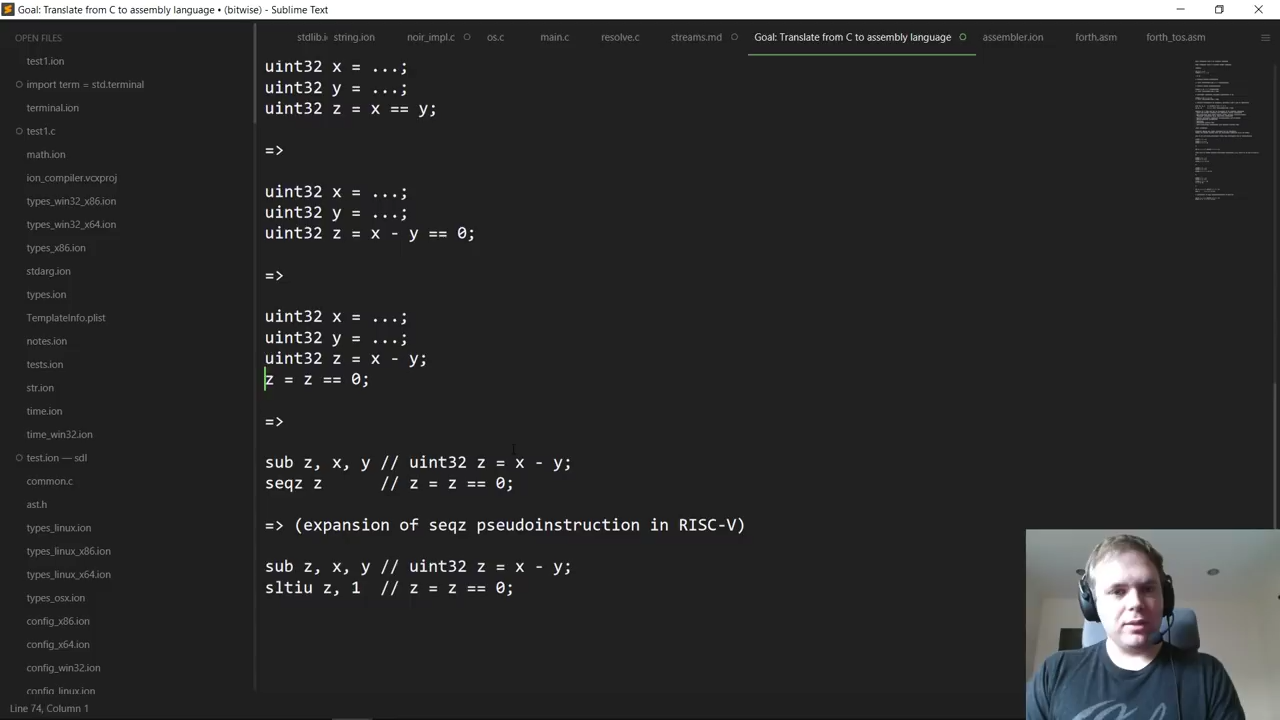 Goal: Translate from C to assembly language • (bitwise) - Sublime Text
OPEN FILES
test1.ion
import term = std.terminal
terminal.ion
test1.c
math.ion
ion_compiler.vcxproj
types_win32_x86.ion
types_win32_x64.ion
types_x86.ion
stdarg.ion
types.ion
TemplateInfo.plist
notes.ion
tests.ion
str.ion
time.ion
time_win32.ion
test.ion — sdl
common.c
ast.h
types_linux.ion
types_linux_x86.ion
types_linux_x64.ion
types_osx.ion
config_x86.ion
config_x64.ion
config_win32.ion
config_linux.ion
stdlib.i string.ion noir_impl.c os.c main.c resolve.c streams.md Goal: Translate from C to assembly language assembler.ion forth.asm forth_tos.asm
uint32 x = ...;
uint32 y = ...;
uint32 z = x == y;
=>
uint32 x = ...;
uint32 y = ...;
uint32 z = x - y == 0;
=>
uint32 x = ...;
uint32 y = ...;
uint32 z = x - y;
z = z == 0;
=>
sub z, x, y // uint32 z = x - y;
seqz z // z = z == 0;
=> (expansion of seqz pseudoinstruction in RISC-V)
sub z, x, y // uint32 z = x - y;
sltiu z, 1 // z = z == 0;
Line 74, Column 1